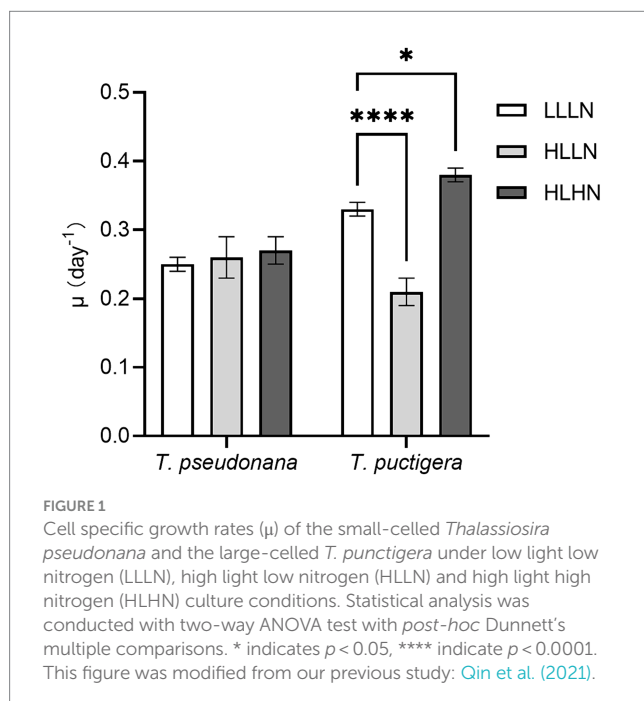 *
****
LLLN
HLLN
HLHN
0.5
0.4
0.3
0.2
0.1
0.0
μ (day⁻¹)
T. pseudonana
T. puctigera
FIGURE 1
Cell specific growth rates (μ) of the small-celled Thalassiosira
pseudonana and the large-celled T. punctigera under low light low
nitrogen (LLLN), high light low nitrogen (HLLN) and high light high
nitrogen (HLHN) culture conditions. Statistical analysis was
conducted with two-way ANOVA test with post-hoc Dunnett's
multiple comparisons. * indicates p < 0.05, **** indicate p < 0.0001.
This figure was modified from our previous study: Qin et al. (2021).